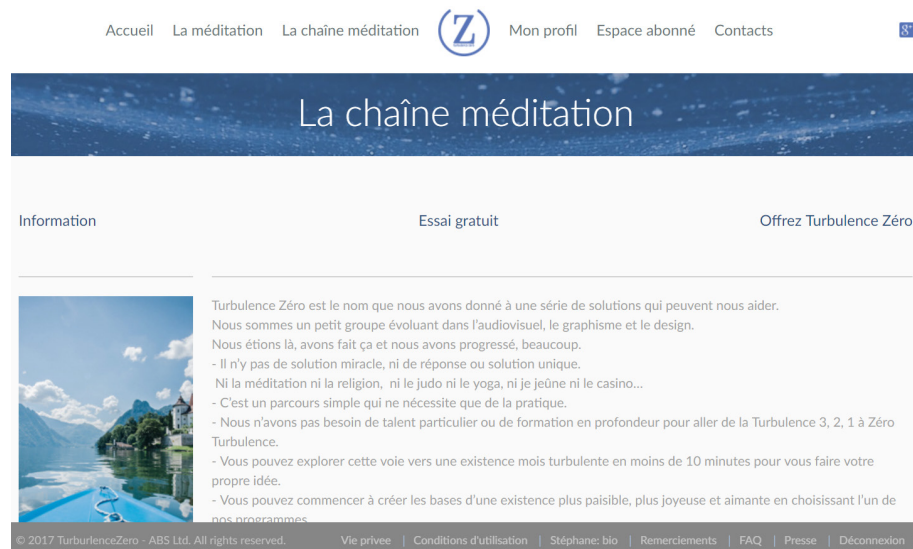 Accueil La méditation La chaîne méditation Z Mon profil Espace abonné Contacts g+
La chaîne méditation
Information Essai gratuit Offrez Turbulence Zéro
Turbulence Zéro est le nom que nous avons donné à une série de solutions qui peuvent nous aider.
Nous sommes un petit groupe évoluant dans l'audiovisuel, le graphisme et le design.
Nous étions là, avons fait ça et nous avons progressé, beaucoup.
- Il n'y pas de solution miracle, ni de réponse ou solution unique.
Ni la méditation ni la religion, ni le judo ni le yoga, ni je jeûne ni le casino...
- C'est un parcours simple qui ne nécessite que de la pratique.
- Nous n'avons pas besoin de talent particulier ou de formation en profondeur pour aller de la Turbulence 3, 2, 1 à Zéro
Turbulence.
- Vous pouvez explorer cette voie vers une existence mois turbulente en moins de 10 minutes pour vous faire votre
propre idée.
- Vous pouvez commencer à créer les bases d'une existence plus paisible, plus joyeuse et aimante en choisissant l'un de
nos programmes
© 2017 TurburlenceZero - ABS Ltd. All rights reserved. Vie privee | Conditions d'utilisation | Stéphane: bio | Remerciements | FAQ | Presse | Déconnexion